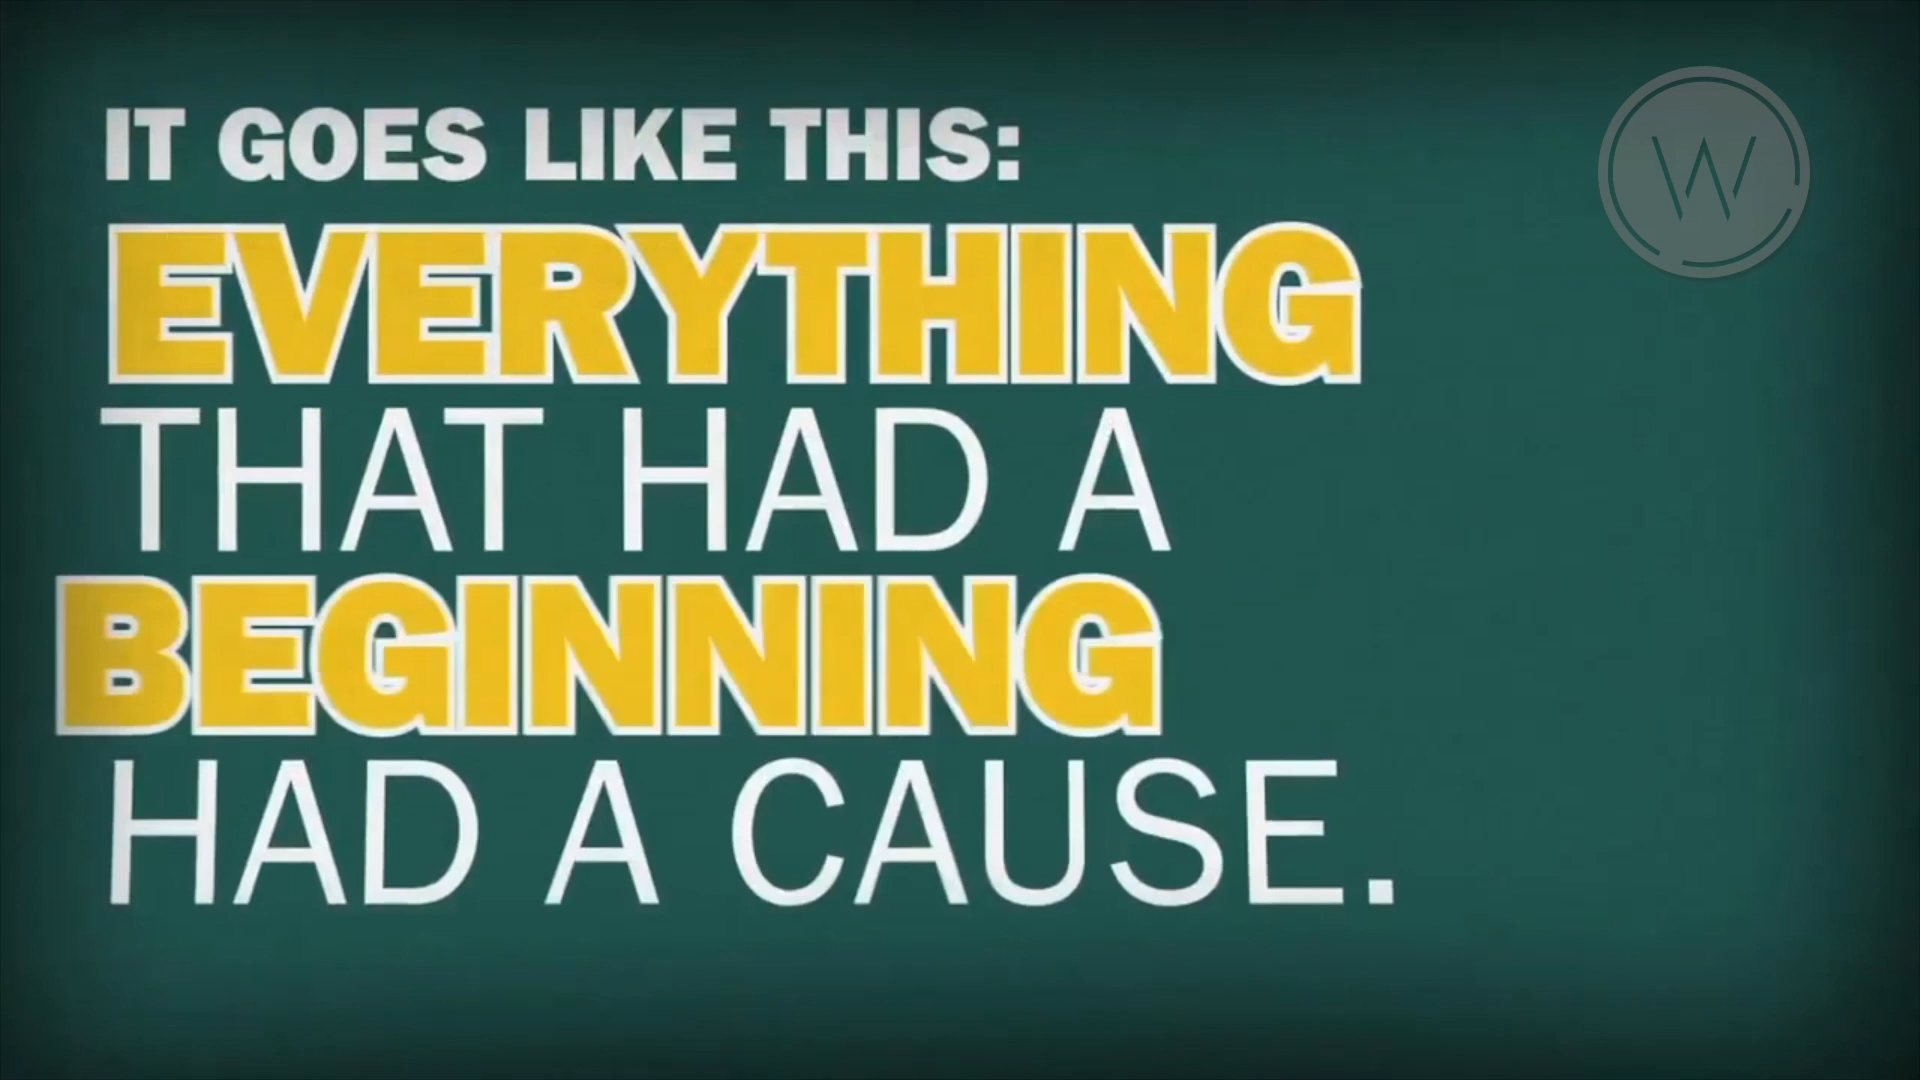 IT GOES LIKE THIS:
EVERYTHING
THAT HAD A
BEGINNING
HAD A CAUSE.
W